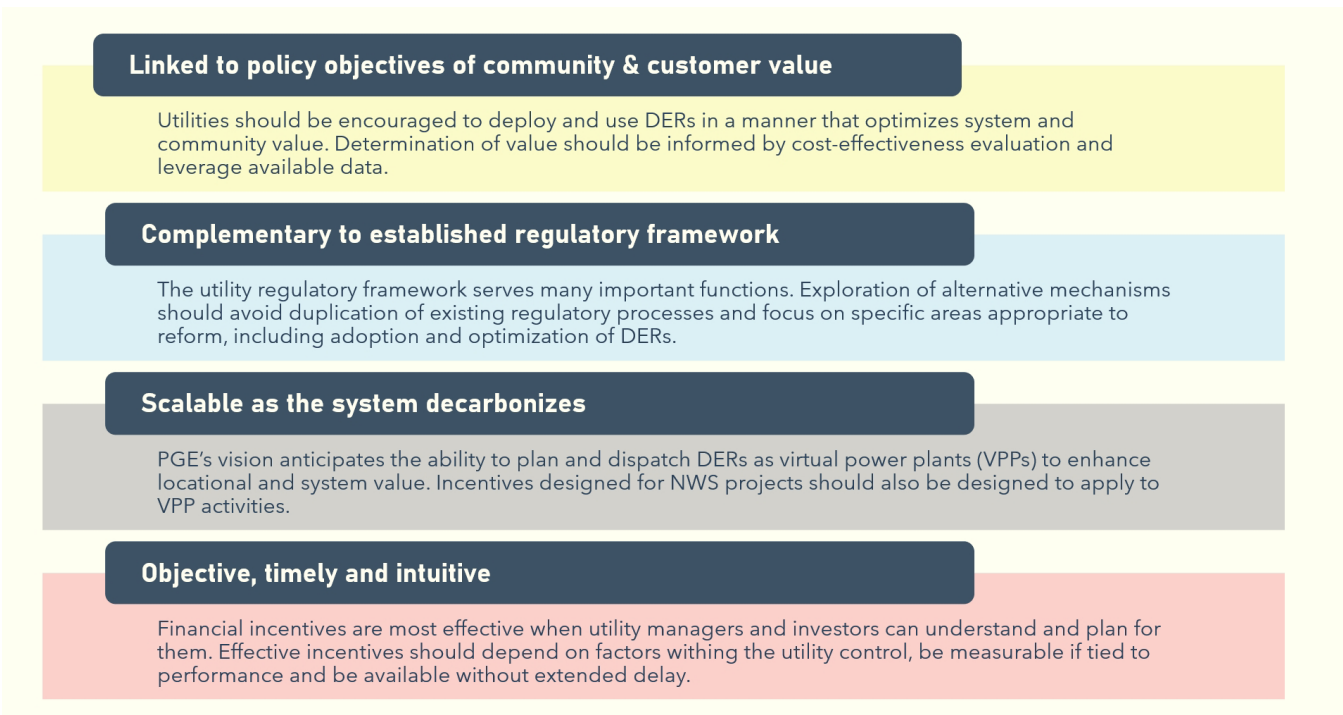 Linked to policy objectives of community & customer value
Utilities should be encouraged to deploy and use DERs in a manner that optimizes system and
community value. Determination of value should be informed by cost-effectiveness evaluation and
leverage available data.
Complementary to established regulatory framework
The utility regulatory framework serves many important functions. Exploration of alternative mechanisms
should avoid duplication of existing regulatory processes and focus on specific areas appropriate to
reform, including adoption and optimization of DERs.
Scalable as the system decarbonizes
PGE’s vision anticipates the ability to plan and dispatch DERs as virtual power plants (VPPs) to enhance
locational and system value. Incentives designed for NWS projects should also be designed to apply to
VPP activities.
Objective, timely and intuitive
Financial incentives are most effective when utility managers and investors can understand and plan for
them. Effective incentives should depend on factors withing the utility control, be measurable if tied to
performance and be available without extended delay.